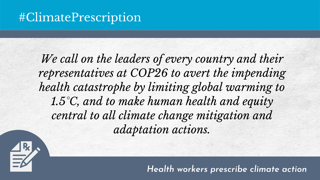 #ClimatePrescription
We call on the leaders of every country and their
representatives at COP26 to avert the impending
health catastrophe by limiting global warming to
1.5°C, and to make human health and equity
central to all climate change mitigation and
adaptation actions.
Rx
Health workers prescribe climate action